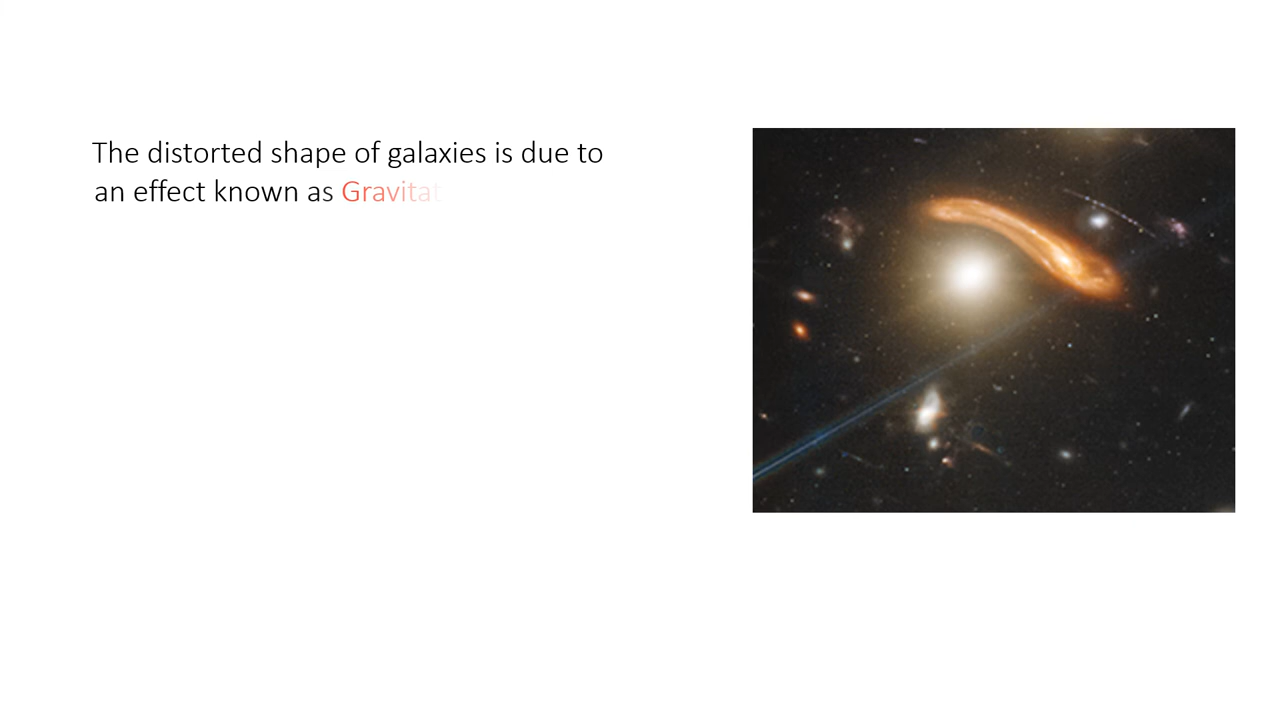 The distorted shape of galaxies is due to
an effect known as Gravitat